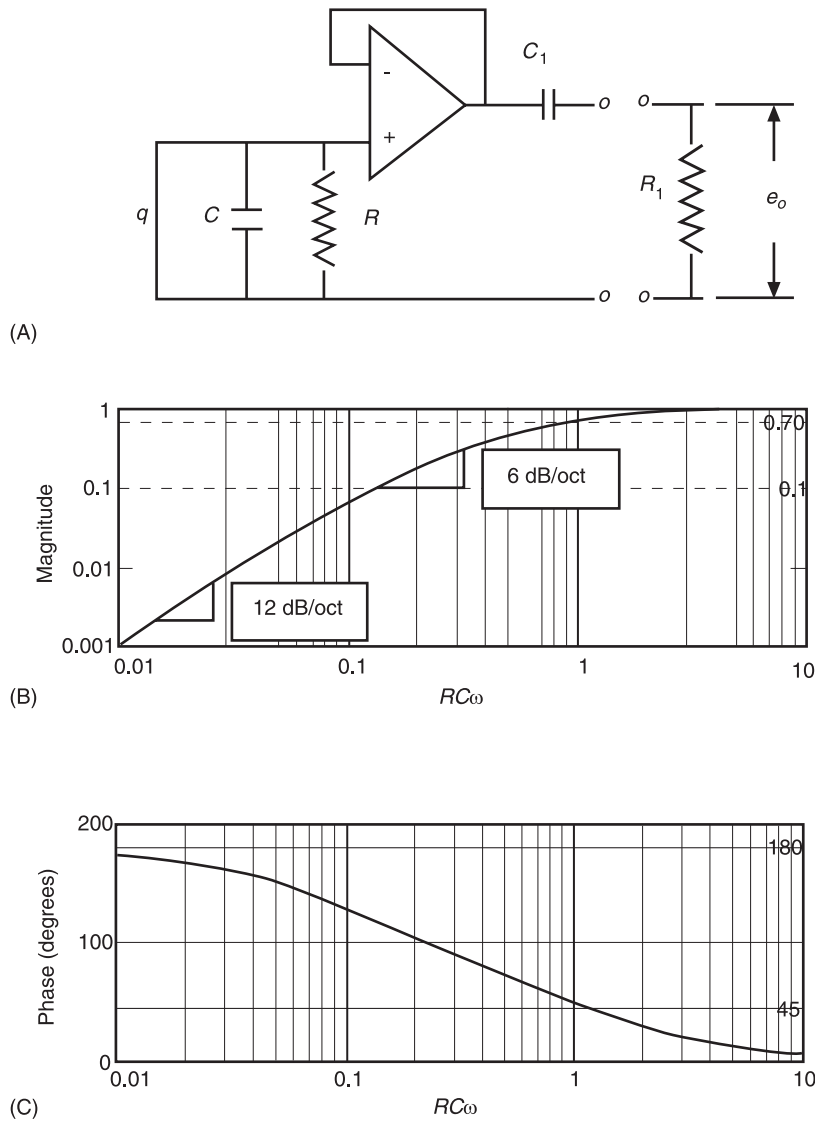 C₁
-
+
o o
o o
q
C
R
R₁
eₒ
(A)
Magnitude
1
0.1
0.01
0.001
0.70
0.1
6 dB/oct
12 dB/oct
0.01 0.1 1 10
RCω
(B)
Phase (degrees)
200
100
0
180
45
0.01 0.1 1 10
RCω
(C)